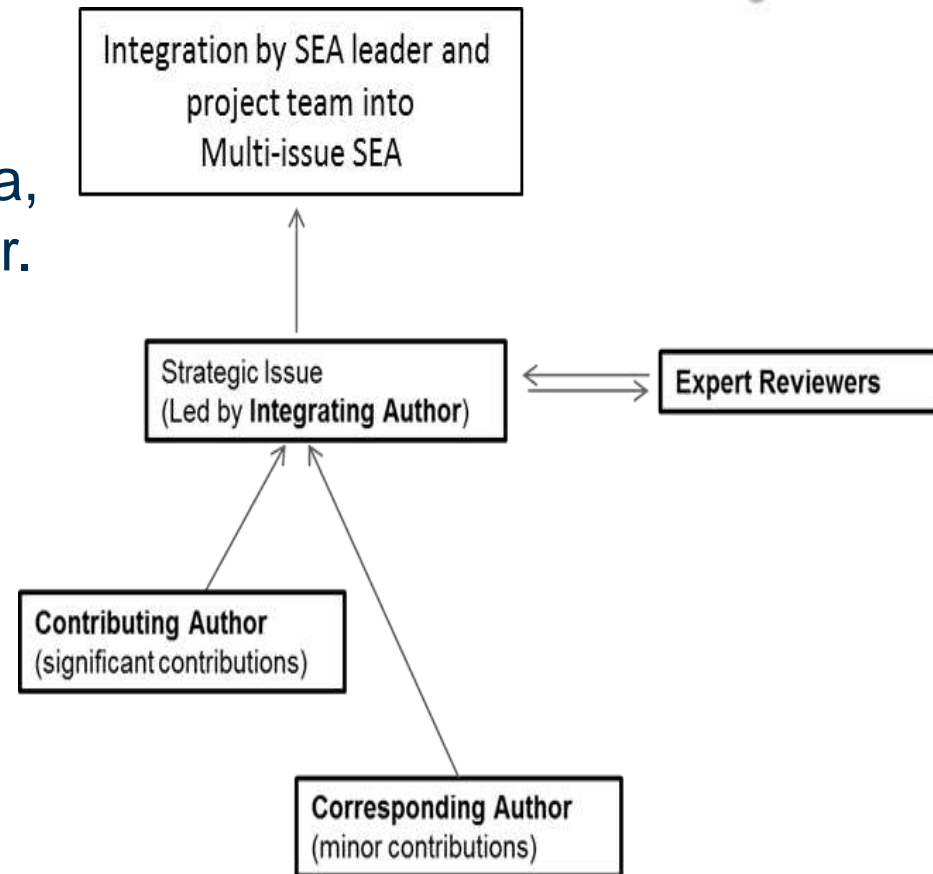 Integration by SEA leader and
project team into
Multi-issue SEA
a,
r.
Strategic Issue
(Led by Integrating Author)
Expert Reviewers
Contributing Author
(significant contributions)
Corresponding Author
(minor contributions)